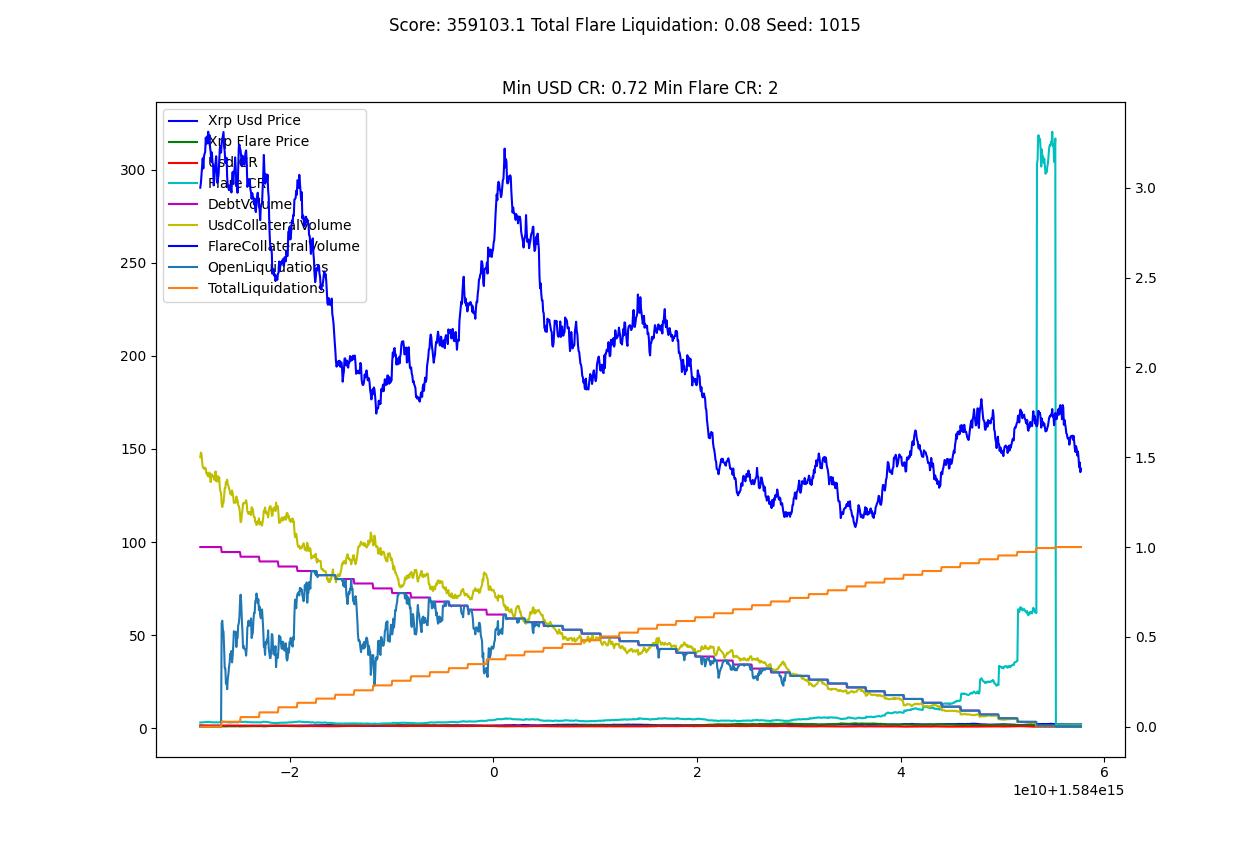 Score: 359103.1 Total Flare Liquidation: 0.08 Seed: 1015
Min USD CR: 0.72 Min Flare CR: 2
Xrp Usd Price
Xrp Flare Price
Usd CR
Flare CR
DebtVolume
UsdCollateralVolume
FlareCollateralVolume
OpenLiquidations
TotalLiquidations
300
250
200
150
100
50
0
3.0
2.5
2.0
1.5
1.0
0.5
0.0
−2
0
2
4
6
1e10+1.584e15